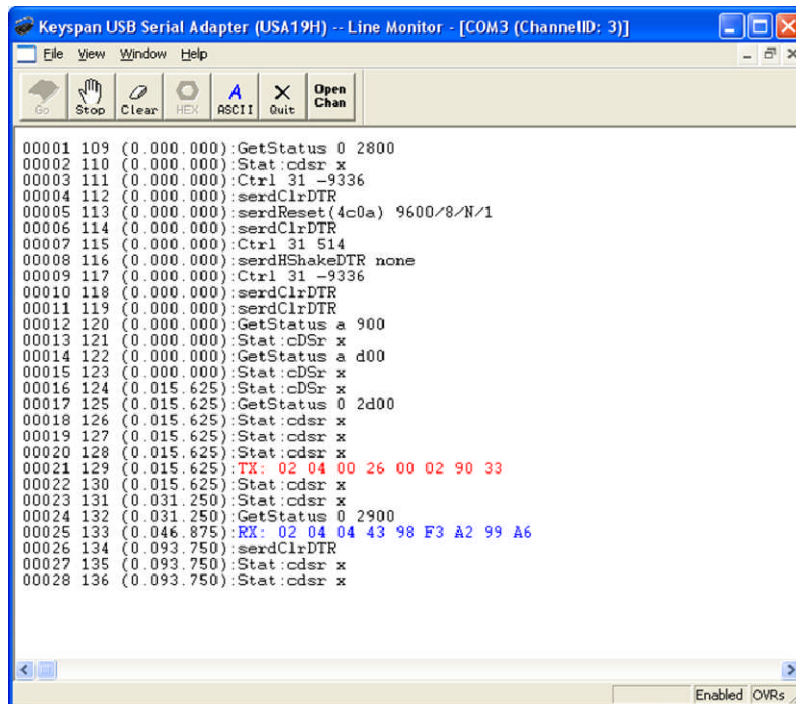 Keyspan USB Serial Adapter (USA19H) -- Line Monitor - [COM3 (ChannelID: 3)]
File View Window Help
Go Stop Clear HEX ASCII Quit Open Chan
00001 109 (0.000.000):GetStatus 0 2800
00002 110 (0.000.000):Stat:cdsr x
00003 111 (0.000.000):Ctrl 31 -9336
00004 112 (0.000.000):serdClrDTR
00005 113 (0.000.000):serdReset(4c0a) 9600/8/N/1
00006 114 (0.000.000):serdClrDTR
00007 115 (0.000.000):Ctrl 31 514
00008 116 (0.000.000):serdHShakeDTR none
00009 117 (0.000.000):Ctrl 31 -9336
00010 118 (0.000.000):serdClrDTR
00011 119 (0.000.000):serdClrDTR
00012 120 (0.000.000):GetStatus a 900
00013 121 (0.000.000):Stat:cDSr x
00014 122 (0.000.000):GetStatus a d00
00015 123 (0.000.000):Stat:cDSr x
00016 124 (0.015.625):Stat:cDSr x
00017 125 (0.015.625):GetStatus 0 2d00
00018 126 (0.015.625):Stat:cdsr x
00019 127 (0.015.625):Stat:cdsr x
00020 128 (0.015.625):Stat:cdsr x
00021 129 (0.015.625):TX: 02 04 00 26 00 02 90 33
00022 130 (0.015.625):Stat:cdsr x
00023 131 (0.031.250):Stat:cdsr x
00024 132 (0.031.250):GetStatus 0 2900
00025 133 (0.046.875):RX: 02 04 04 43 98 F3 A2 99 A6
00026 134 (0.093.750):serdClrDTR
00027 135 (0.093.750):Stat:cdsr x
00028 136 (0.093.750):Stat:cdsr x
Enabled OVRs